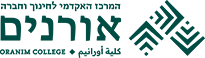 המרכז האקדמי לחינוך וחברה
אורנים
كلية أورانيم • ORANIM COLLEGE